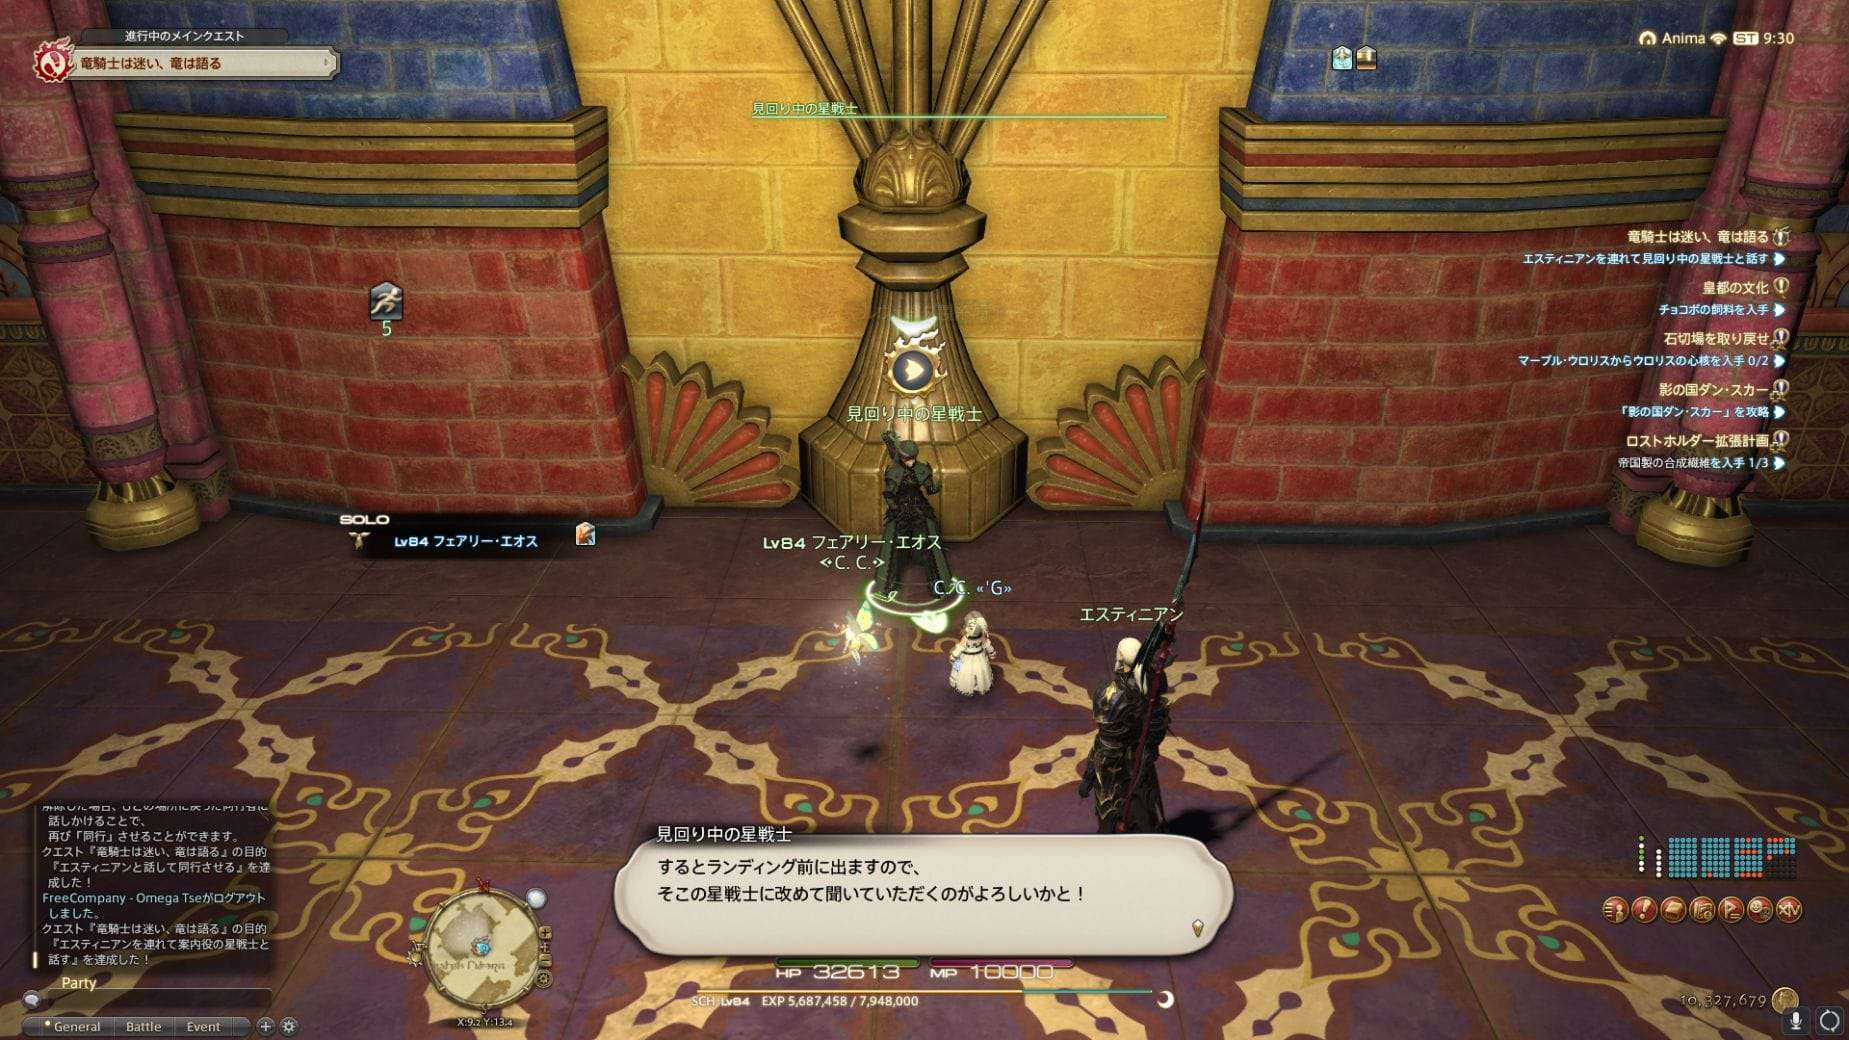 進行中のメインクエスト
竜騎士は迷い、竜は語る
Anima ST 9:30
見回り中の星戦士
竜騎士は迷い、竜は語る
エスティニアンを連れて見回り中の星戦士と話す
皇都の文化
チョコボの飼料を入手
石切場を取り戻せ
マーブル・ウロリスからウロリスの心核を入手 0/2
影の国ダン・スカー
「影の国ダン・スカー」を攻略
ロストホルダー拡張計画
帝国製の合成繊維を入手 1/3
5
見回り中の星戦士
SOLO
Lv84 フェアリー・エオス
Lv84 フェアリー・エオス
«C. C.»
C. C. «'G»
エスティニアン
話しかけることで、
再び『同行』させることができます。
クエスト『竜騎士は迷い、竜は語る』の目的
『エスティニアンと話して同行させる』を達
成した！
FreeCompany - Omega Tseがログアウト
しました。
クエスト『竜騎士は迷い、竜は語る』の目的
『エスティニアンを連れて案内役の星戦士と
話す』を達成した！
Party
General Battle Event
X:9.2 Y:13.4
見回り中の星戦士
するとランディング前に出ますので、
そこの星戦士に改めて聞いていただくのがよろしいかと！
HP 32613 MP 10000
SCH Lv84 EXP 5,687,458 / 7,948,000
XIV
10,327,679